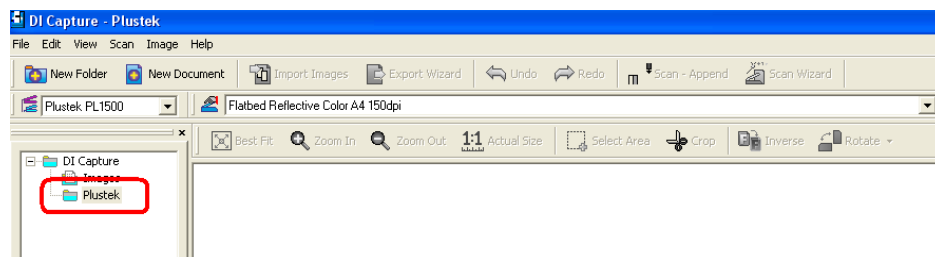 DI Capture - Plustek
File Edit View Scan Image Help
New Folder New Document Import Images Export Wizard Undo Redo Scan - Append Scan Wizard
Plustek PL1500 Flatbed Reflective Color A4 150dpi
Best Fit Zoom In Zoom Out 1:1 Actual Size Select Area Crop Inverse Rotate
DI Capture
Images
Plustek